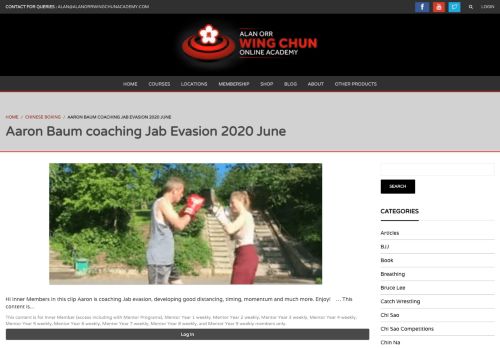 CONTACT FOR QUERIES : ALAN@ALANORRWINGCHUNACADEMY.COM
LOGIN
ALAN ORR
WING CHUN
ONLINE ACADEMY
HOME COURSES LOCATIONS MEMBERSHIP SHOP BLOG ABOUT OTHER PRODUCTS
HOME / CHINESE BOXING / AARON BAUM COACHING JAB EVASION 2020 JUNE
Aaron Baum coaching Jab Evasion 2020 June
SEARCH
CATEGORIES
Articles
BJJ
Book
Breathing
Bruce Lee
Catch Wrestling
Chi Sao
Chi Sao Competitions
Chin Na
Hi Inner Members in this clip Aaron is coaching Jab evasion, developing good distancing, timing, momentum and much more. Enjoy! … This
content is...
This content is for Inner Member (access including with Mentor Programs), Mentor Year 1 weekly, Mentor Year 2 weekly, Mentor Year 3 weekly, Mentor Year 4 weekly,
Mentor Year 5 weekly, Mentor Year 6 weekly, Mentor Year 7 weekly, Mentor Year 8 weekly, and Mentor Year 9 weekly members only.
Log In